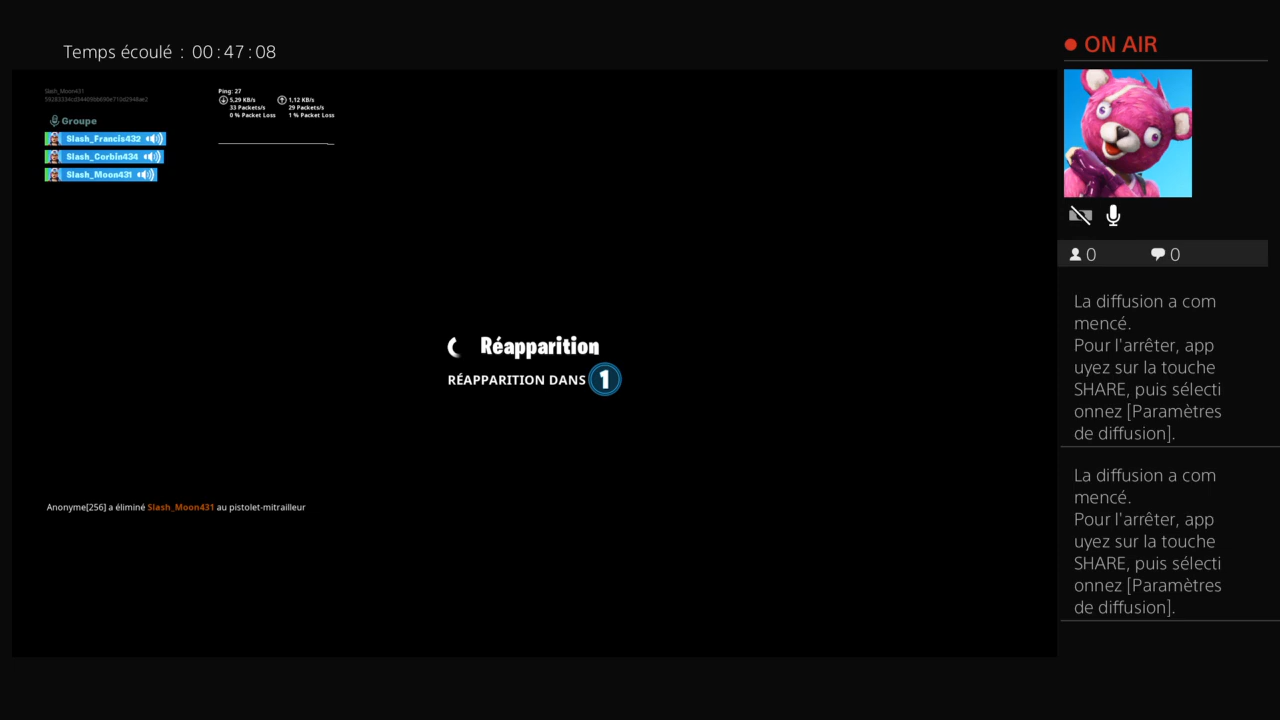 Temps écoulé : 00:47:08
ON AIR
Slash_Moon431
Ping: 27
5,29 KB/s
1,12 KB/s
33 Packets/s
29 Packets/s
0 % Packet Loss
1 % Packet Loss
Groupe
Slash_Francis432
Slash_Corbin434
Slash_Moon431
0
0
Réapparition
RÉAPPARITION DANS 1
Anonyme[256] a éliminé Slash_Moon431 au pistolet-mitrailleur
La diffusion a com
mencé.
Pour l'arrêter, app
uyez sur la touche
SHARE, puis sélecti
onnez [Paramètres
de diffusion].
La diffusion a com
mencé.
Pour l'arrêter, app
uyez sur la touche
SHARE, puis sélecti
onnez [Paramètres
de diffusion].